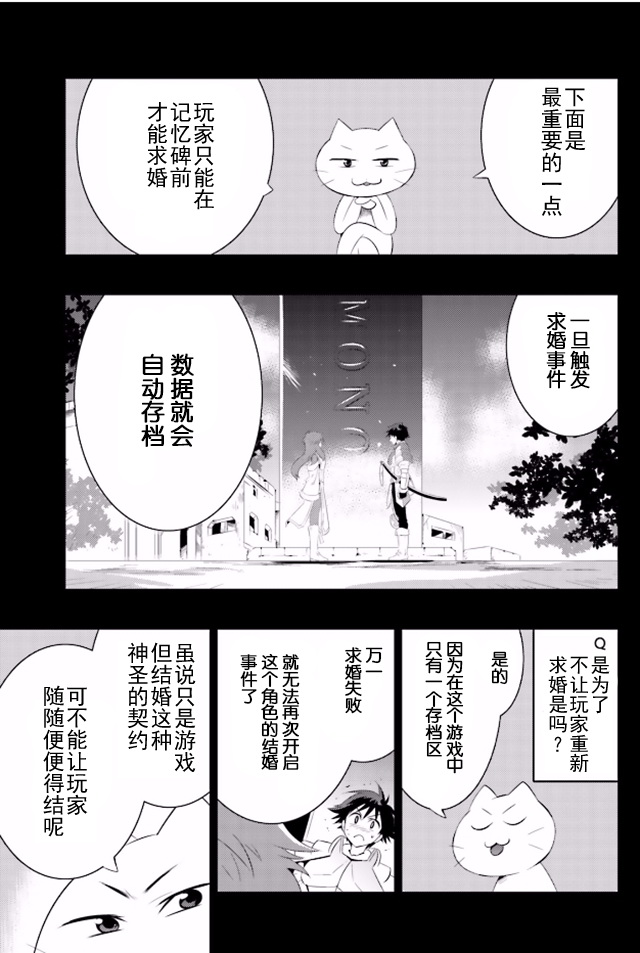 下面是
最重要的一点
玩家只能在
记忆碑前
才能求婚
一旦触发
求婚事件
MONO
数据就会
自动存档
Q是为了
不让玩家重新
求婚是吗？
是的
因为在这个游戏中
只有一个存档区
万一
求婚失败
就无法再次开启
这个角色的结婚
事件了
虽说只是游戏
但结婚这种
神圣的契约
可不能让玩家
随随便便得结呢